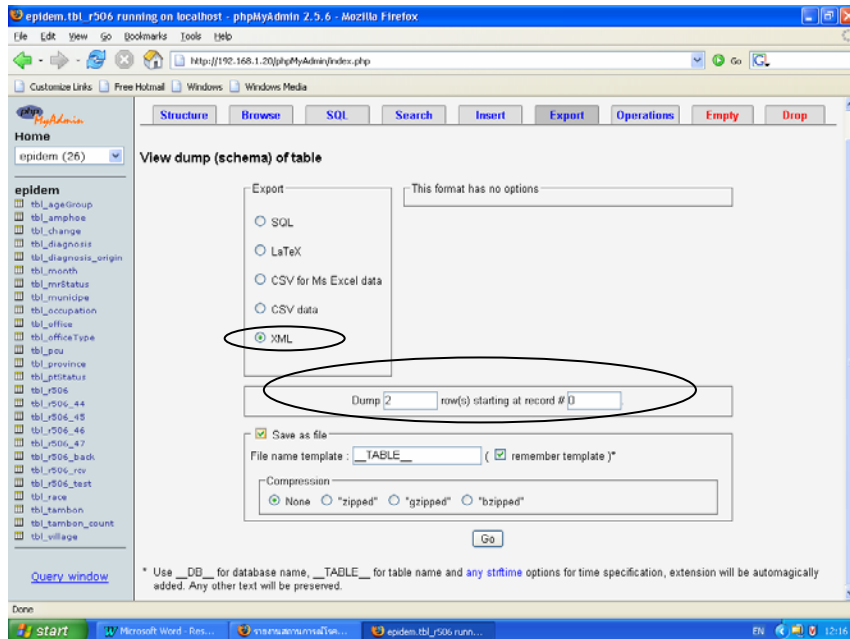 epidem.tbl_r506 running on localhost - phpMyAdmin 2.5.6 - Mozilla Firefox
File Edit View Go Bookmarks Tools Help
http://192.168.1.20/phpMyAdmin/index.php Go
Customize Links Free Hotmail Windows Windows Media
php
MyAdmin
Home
epidem (26)
epidem
tbl_ageGroup
tbl_amphoe
tbl_change
tbl_diagnosis
tbl_diagnosis_origin
tbl_month
tbl_mrStatus
tbl_municipe
tbl_occupation
tbl_office
tbl_officeType
tbl_pcu
tbl_province
tbl_ptStatus
tbl_r506
tbl_r506_44
tbl_r506_45
tbl_r506_46
tbl_r506_47
tbl_r506_back
tbl_r506_rcv
tbl_r506_test
tbl_race
tbl_tambon
tbl_tambon_count
tbl_village
Query window
Structure Browse SQL Search Insert Export Operations Empty Drop
View dump (schema) of table
Export
SQL
LaTeX
CSV for Ms Excel data
CSV data
XML
This format has no options
Dump 2 row(s) starting at record # 0 .
Save as file
File name template : __TABLE__ ( remember template )*
Compression
None "zipped" "gzipped" "bzipped"
Go
* Use __DB__ for database name, __TABLE__ for table name and any strftime options for time specification, extension will be automagically
added. Any other text will be preserved.
Done
start Microsoft Word - Res... epidem.tbl_r506 runn... EN 12:16